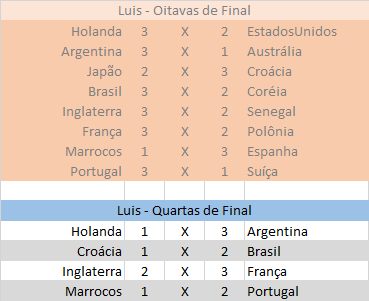 Luis - Oitavas de Final
Holanda 3 X 2 EstadosUnidos
Argentina 3 X 1 Austrália
Japão 2 X 3 Croácia
Brasil 3 X 2 Coréia
Inglaterra 3 X 2 Senegal
França 3 X 2 Polônia
Marrocos 1 X 3 Espanha
Portugal 3 X 1 Suíça
Luis - Quartas de Final
Holanda 1 X 3 Argentina
Croácia 1 X 2 Brasil
Inglaterra 2 X 3 França
Marrocos 1 X 2 Portugal